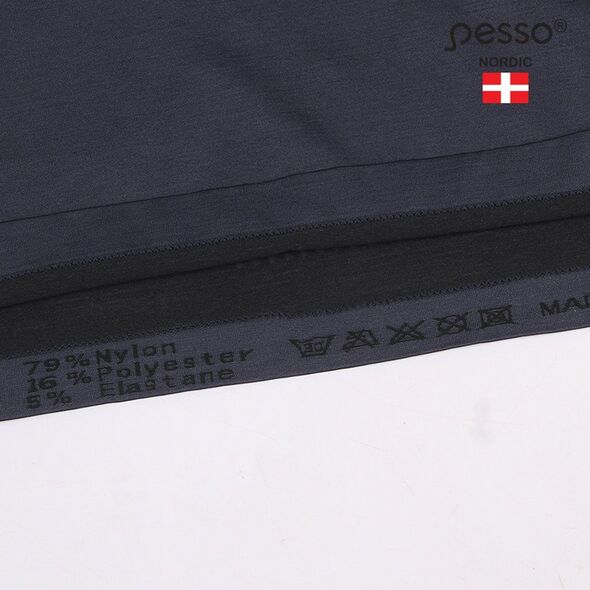 pesso®
NORDIC
79% Nylon
16% Polyester
5% Elastane